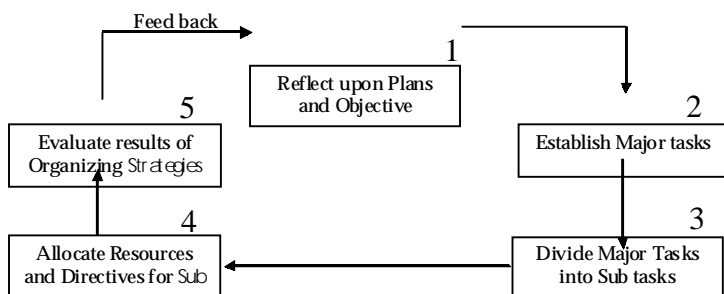 Feed back
1
Reflect upon Plans
and Objective
2
Establish Major tasks
3
Divide Major Tasks
into Sub tasks
4
Allocate Resources
and Directives for Sub
5
Evaluate results of
Organizing Strategies